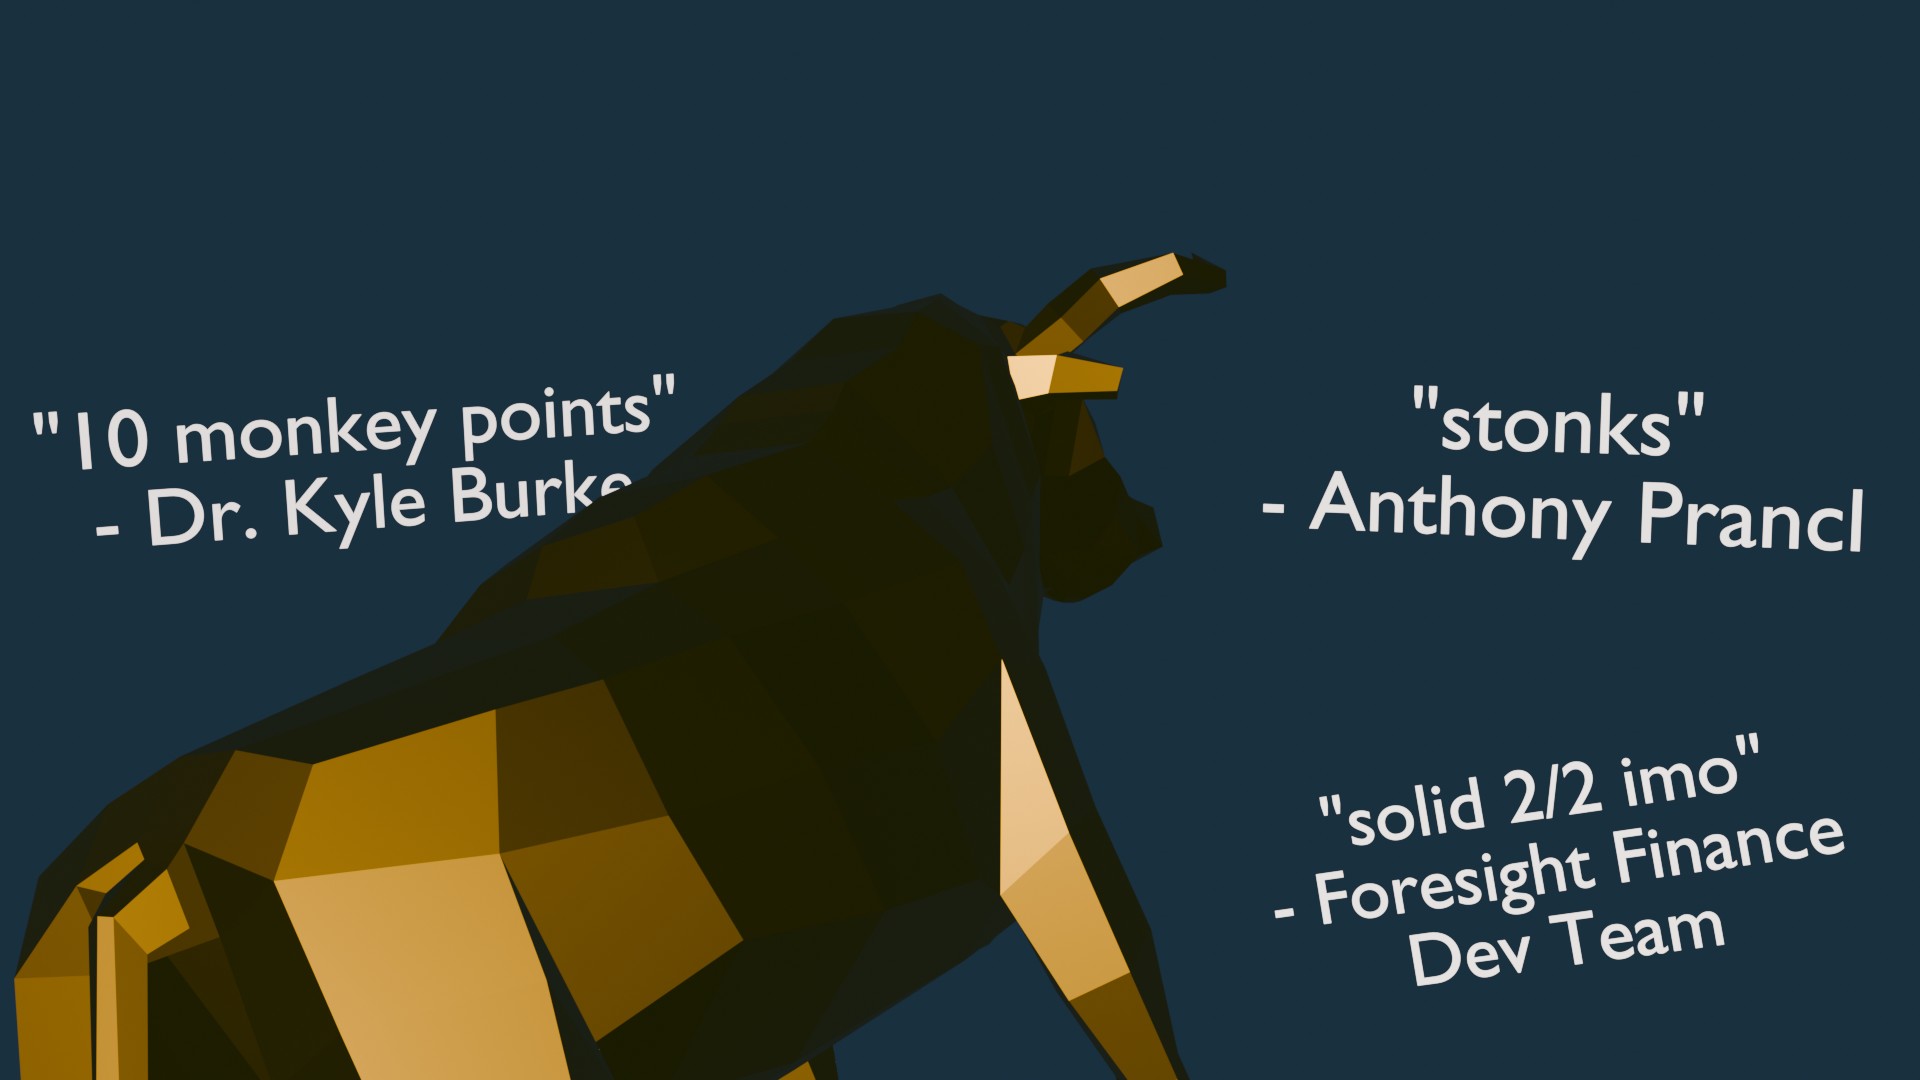 "10 monkey points"
- Dr. Kyle Burke
"stonks"
- Anthony Prancl
"solid 2/2 imo"
- Foresight Finance
Dev Team